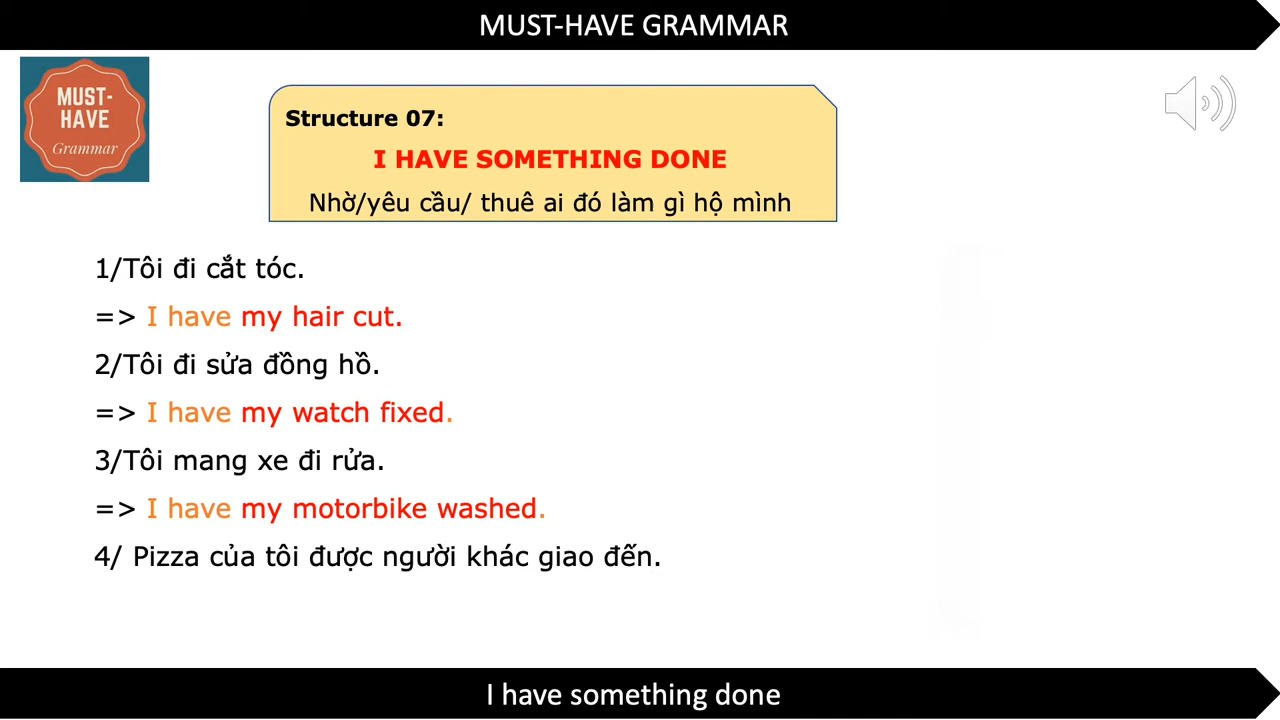 MUST-HAVE GRAMMAR
MUST-
HAVE
Grammar
Structure 07:
I HAVE SOMETHING DONE
Nhờ/yêu cầu/ thuê ai đó làm gì hộ mình
1/Tôi đi cắt tóc.
=> I have my hair cut.
2/Tôi đi sửa đồng hồ.
=> I have my watch fixed.
3/Tôi mang xe đi rửa.
=> I have my motorbike washed.
4/ Pizza của tôi được người khác giao đến.
I have something done